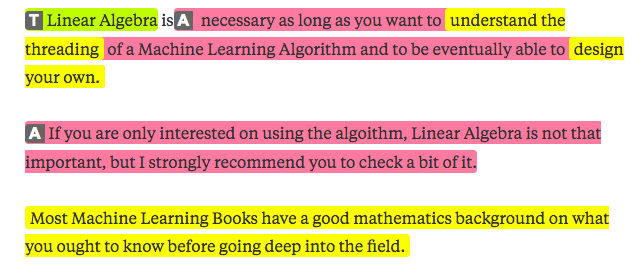 T Linear Algebra is A necessary as long as you want to understand the
threading of a Machine Learning Algorithm and to be eventually able to design
your own.
A If you are only interested on using the algoithm, Linear Algebra is not that
important, but I strongly recommend you to check a bit of it.
Most Machine Learning Books have a good mathematics background on what
you ought to know before going deep into the field.